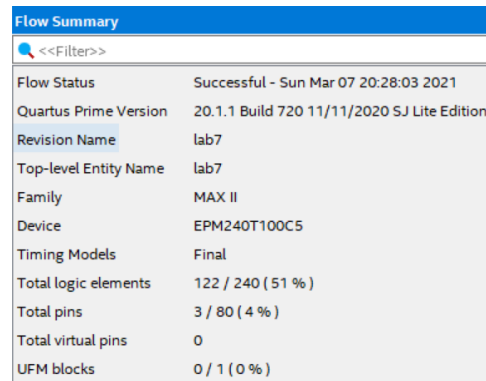 Flow Summary
<<Filter>>
Flow Status Successful - Sun Mar 07 20:28:03 2021
Quartus Prime Version 20.1.1 Build 720 11/11/2020 SJ Lite Edition
Revision Name lab7
Top-level Entity Name lab7
Family MAX II
Device EPM240T100C5
Timing Models Final
Total logic elements 122 / 240 ( 51 % )
Total pins 3 / 80 ( 4 % )
Total virtual pins 0
UFM blocks 0 / 1 ( 0 % )